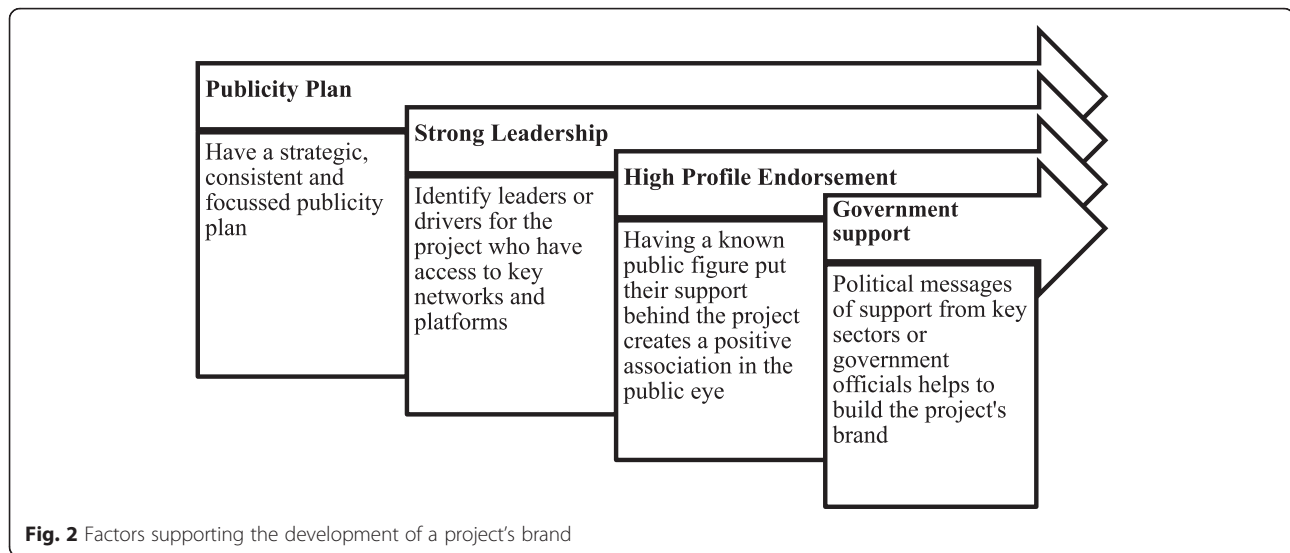 Publicity Plan
Have a strategic,
consistent and
focussed publicity
plan
Strong Leadership
Identify leaders or
drivers for the
project who have
access to key
networks and
platforms
High Profile Endorsement
Having a known
public figure put
their support
behind the project
creates a positive
association in the
public eye
Government
support
Political messages
of support from key
sectors or
government
officials helps to
build the project's
brand
Fig. 2 Factors supporting the development of a project’s brand